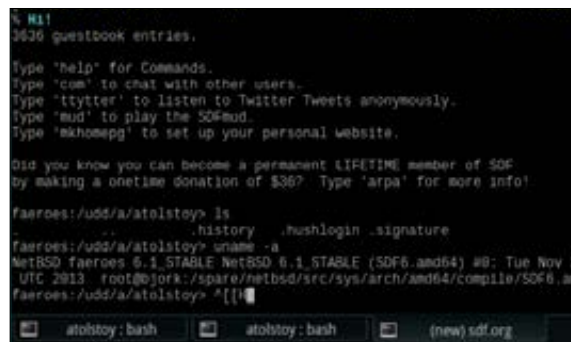 % Hi!
3636 guestbook entries.
Type 'help' for Commands.
Type 'com' to chat with other users.
Type 'ttytter' to listen to Twitter Tweets anonymously.
Type 'mud' to play the SDFmud.
Type 'mkhomepg' to set up your personal website.
Did you know you can become a permanent LIFETIME member of SDF
by making a onetime donation of $36?  Type 'arpa' for more info!
faeroes:/udd/a/atolstoy> ls
.          ..         .history   .hushlogin .signature
faeroes:/udd/a/atolstoy> uname -a
NetBSD faeroes 6.1_STABLE NetBSD 6.1_STABLE (SDF6.amd64) #0: Tue Nov
UTC 2013  root@bjork:/spare/netbsd/src/sys/arch/amd64/compile/SDF6.a
faeroes:/udd/a/atolstoy>
atolstoy : bash atolstoy : bash (new) sdf.org